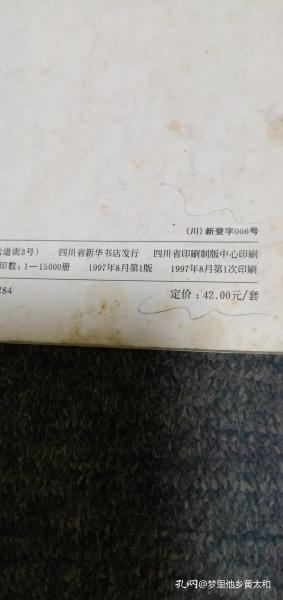 (川)新登字006号
道街3号) 四川省新华书店发行 四川省印刷制版中心印刷
印数：1—15000册 1997年8月第1版 1997年8月第1次印刷
284
定价：42.00元/套
孔网@梦里他乡黄太和